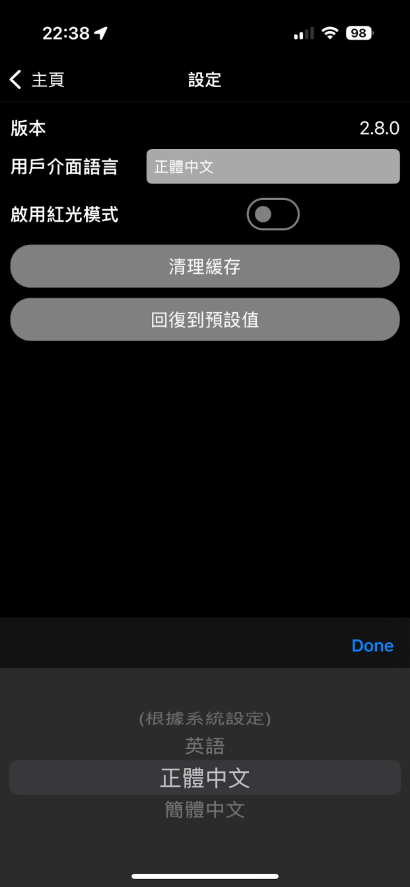 22:38
98
主頁
設定
版本
2.8.0
用戶介面語言
正體中文
啟用紅光模式
清理緩存
回復到預設值
Done
(根據系統設定)
英語
正體中文
簡體中文